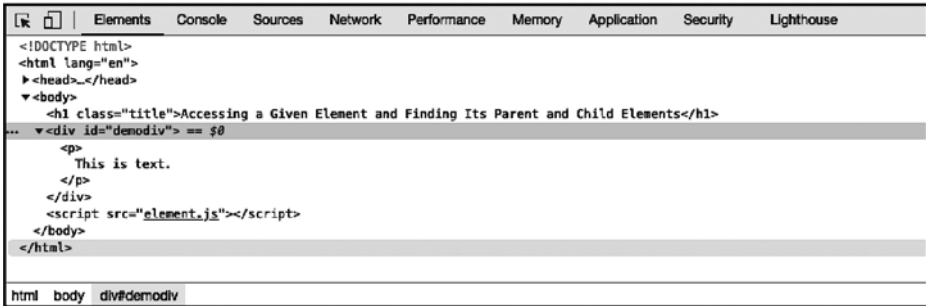 Elements Console Sources Network Performance Memory Application Security Lighthouse
<!DOCTYPE html>
<html lang="en">
▶<head>…</head>
▼<body>
<h1 class="title">Accessing a Given Element and Finding Its Parent and Child Elements</h1>
... ▼<div id="demodiv"> == $0
<p>
This is text.
</p>
</div>
<script src="element.js"></script>
</body>
</html>
html body div#demodiv